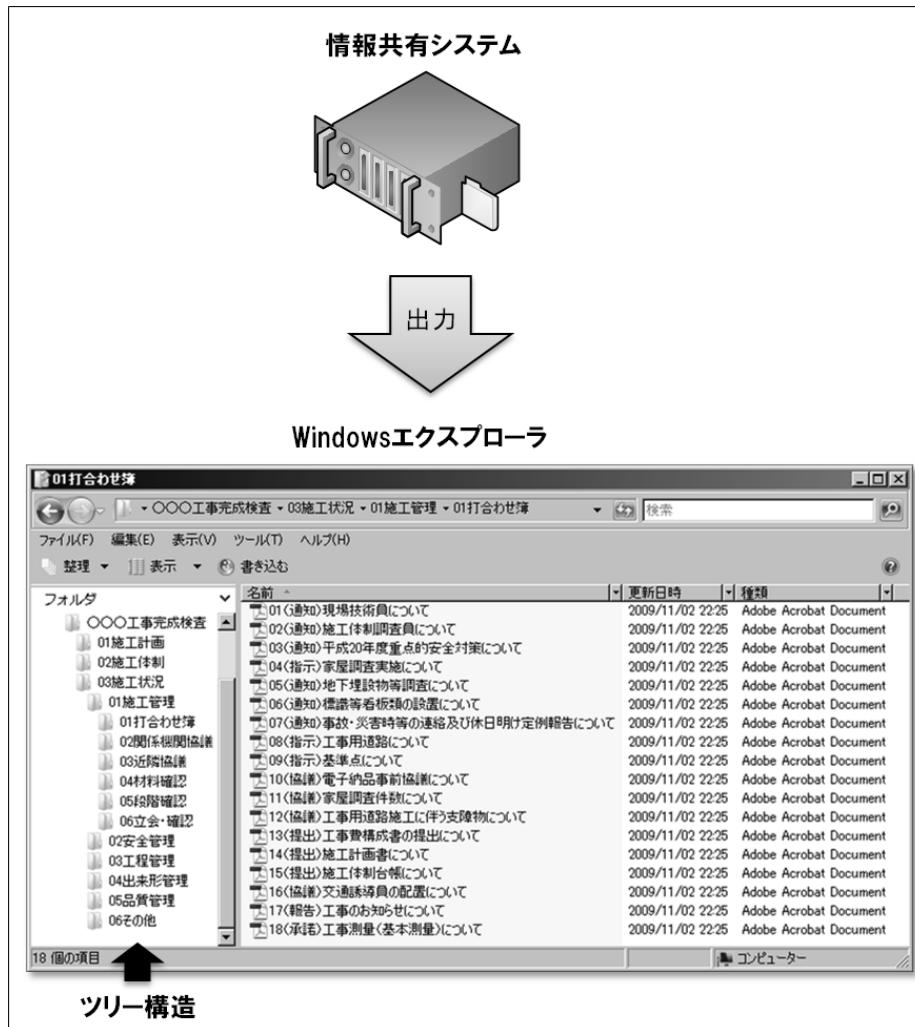 情報共有システム
出力
Windowsエクスプローラ
01打合わせ簿
○○○工事完成検査 03施工状況 01施工管理 01打合わせ簿 検索
ファイル(F) 編集(E) 表示(V) ツール(T) ヘルプ(H)
整理 表示 書き込む
フォルダ
○○○工事完成検査
01施工計画
02施工体制
03施工状況
01施工管理
01打合わせ簿
02関係機関協議
03近隣協議
04材料確認
05段階確認
06立会・確認
02安全管理
03工程管理
04出来形管理
05品質管理
06その他
名前 更新日時 種類
01(通知)現場技術員について 2009/11/02 22:25 Adobe Acrobat Document
02(通知)施工体制調査員について 2009/11/02 22:25 Adobe Acrobat Document
03(通知)平成20年度重点的安全対策について 2009/11/02 22:25 Adobe Acrobat Document
04(指示)家屋調査実施について 2009/11/02 22:25 Adobe Acrobat Document
05(通知)地下埋設物等調査について 2009/11/02 22:25 Adobe Acrobat Document
06(通知)標識等看板類の設置について 2009/11/02 22:25 Adobe Acrobat Document
07(通知)事故・災害時等の連絡及び休日明け定例報告について 2009/11/02 22:25 Adobe Acrobat Document
08(指示)工事用道路について 2009/11/02 22:25 Adobe Acrobat Document
09(指示)基準点について 2009/11/02 22:25 Adobe Acrobat Document
10(協議)電子納品事前協議について 2009/11/02 22:25 Adobe Acrobat Document
11(協議)家屋調査件数について 2009/11/02 22:25 Adobe Acrobat Document
12(協議)工事用道路施工に伴う支障物について 2009/11/02 22:25 Adobe Acrobat Document
13(提出)工事費構成書の提出について 2009/11/02 22:25 Adobe Acrobat Document
14(提出)施工計画書について 2009/11/02 22:25 Adobe Acrobat Document
15(提出)施工体制台帳について 2009/11/02 22:25 Adobe Acrobat Document
16(協議)交通誘導員の配置について 2009/11/02 22:25 Adobe Acrobat Document
17(報告)工事のお知らせについて 2009/11/02 22:25 Adobe Acrobat Document
18(承諾)工事測量(基本測量)について 2009/11/02 22:25 Adobe Acrobat Document
18 個の項目 コンピューター
ツリー構造